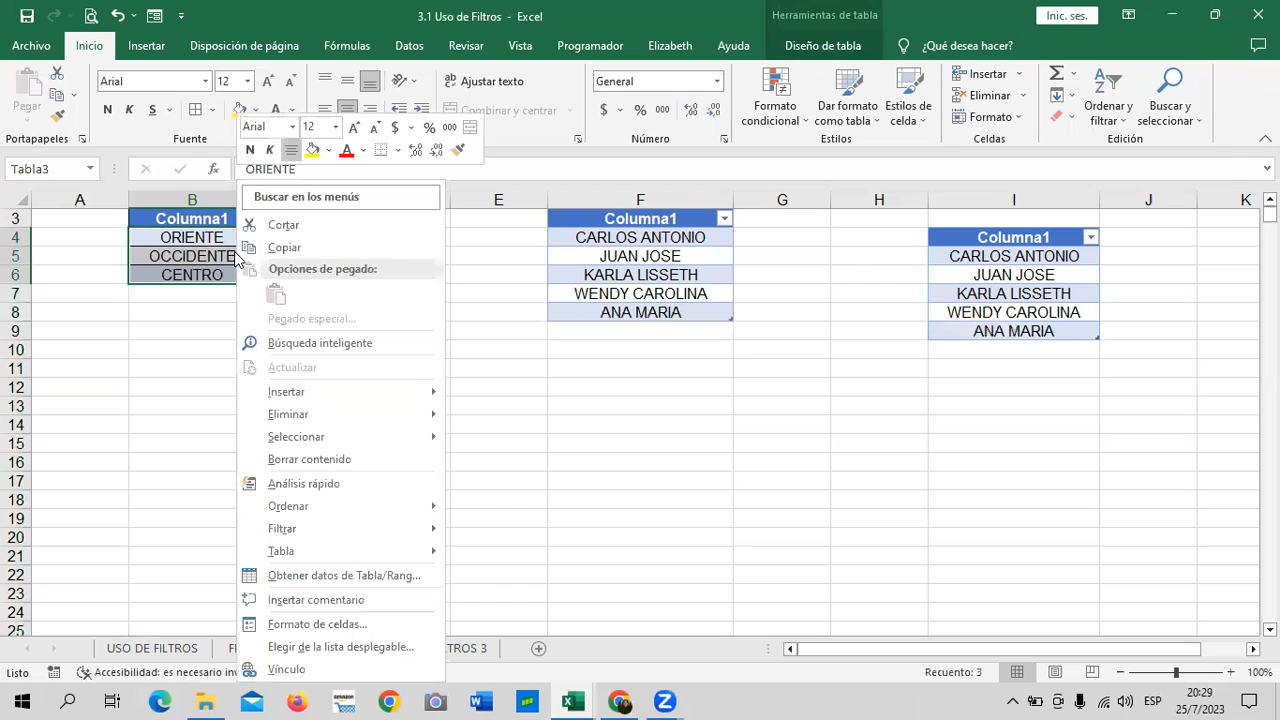 3.1 Uso de Filtros - Excel
Herramientas de tabla
Inic. ses.
Archivo Inicio Insertar Disposición de página Fórmulas Datos Revisar Vista Programador Elizabeth Ayuda Diseño de tabla ¿Qué desea hacer?
Pegar
Arial 12
Ajustar texto
General
Insertar
N K S
Combinar y centrar
$ % 000
Formato condicional
Dar formato como tabla
Estilos de celda
Eliminar
Formato
Ordenar y filtrar
Buscar y seleccionar
Portapapeles Fuente Número Estilos Celdas Edición
Arial 12 $ % 000
N K
Tabla3
ORIENTE
A B E F G H I J K
3 Columna1 Columna1
4 ORIENTE CARLOS ANTONIO Columna1
5 OCCIDENTE JUAN JOSE CARLOS ANTONIO
6 CENTRO KARLA LISSETH JUAN JOSE
7 WENDY CAROLINA KARLA LISSETH
8 ANA MARIA WENDY CAROLINA
9 ANA MARIA
10
11
12
13
14
15
16
17
18
19
20
21
22
23
24
25
Buscar en los menús
Cortar
Copiar
Opciones de pegado:
Pegado especial...
Búsqueda inteligente
Actualizar
Insertar
Eliminar
Seleccionar
Borrar contenido
Análisis rápido
Ordenar
Filtrar
Tabla
Obtener datos de Tabla/Rang...
Insertar comentario
Formato de celdas...
Elegir de la lista desplegable...
Vínculo
USO DE FILTROS
TROS 3
Listo
Accesibilidad: es necesario
Recuento: 3
100%
ESP
20:29
25/7/2023